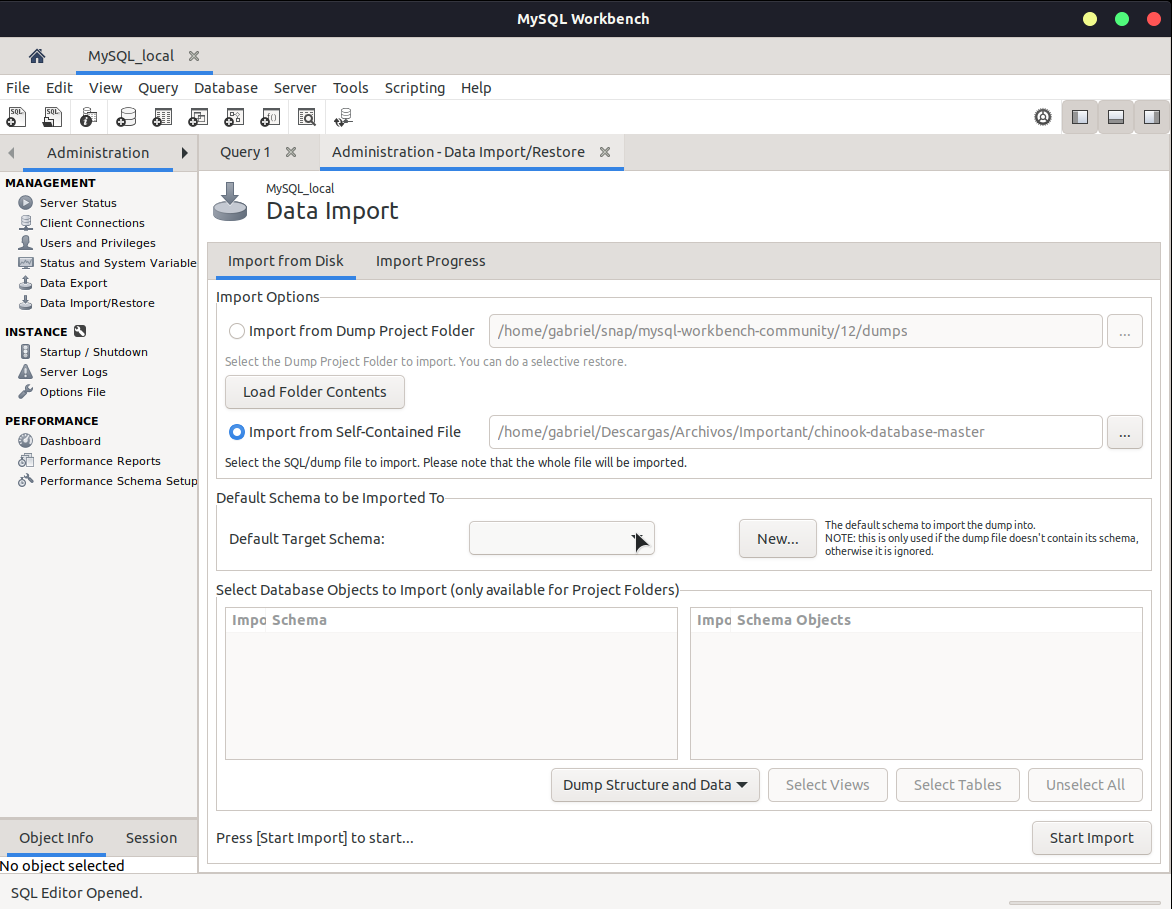 MySQL Workbench
MySQL_local
File Edit View Query Database Server Tools Scripting Help
Administration
Query 1
Administration - Data Import/Restore
MANAGEMENT
Server Status
Client Connections
Users and Privileges
Status and System Variable
Data Export
Data Import/Restore
INSTANCE
Startup / Shutdown
Server Logs
Options File
PERFORMANCE
Dashboard
Performance Reports
Performance Schema Setup
MySQL_local
Data Import
Import from Disk Import Progress
Import Options
Import from Dump Project Folder /home/gabriel/snap/mysql-workbench-community/12/dumps ...
Select the Dump Project Folder to import. You can do a selective restore.
Load Folder Contents
Import from Self-Contained File /home/gabriel/Descargas/Archivos/Important/chinook-database-master ...
Select the SQL/dump file to import. Please note that the whole file will be imported.
Default Schema to be Imported To
Default Target Schema: New...
The default schema to import the dump into.
NOTE: this is only used if the dump file doesn't contain its schema,
otherwise it is ignored.
Select Database Objects to Import (only available for Project Folders)
Impo Schema
Impo Schema Objects
Dump Structure and Data Select Views Select Tables Unselect All
Press [Start Import] to start...
Start Import
Object Info Session
No object selected
SQL Editor Opened.